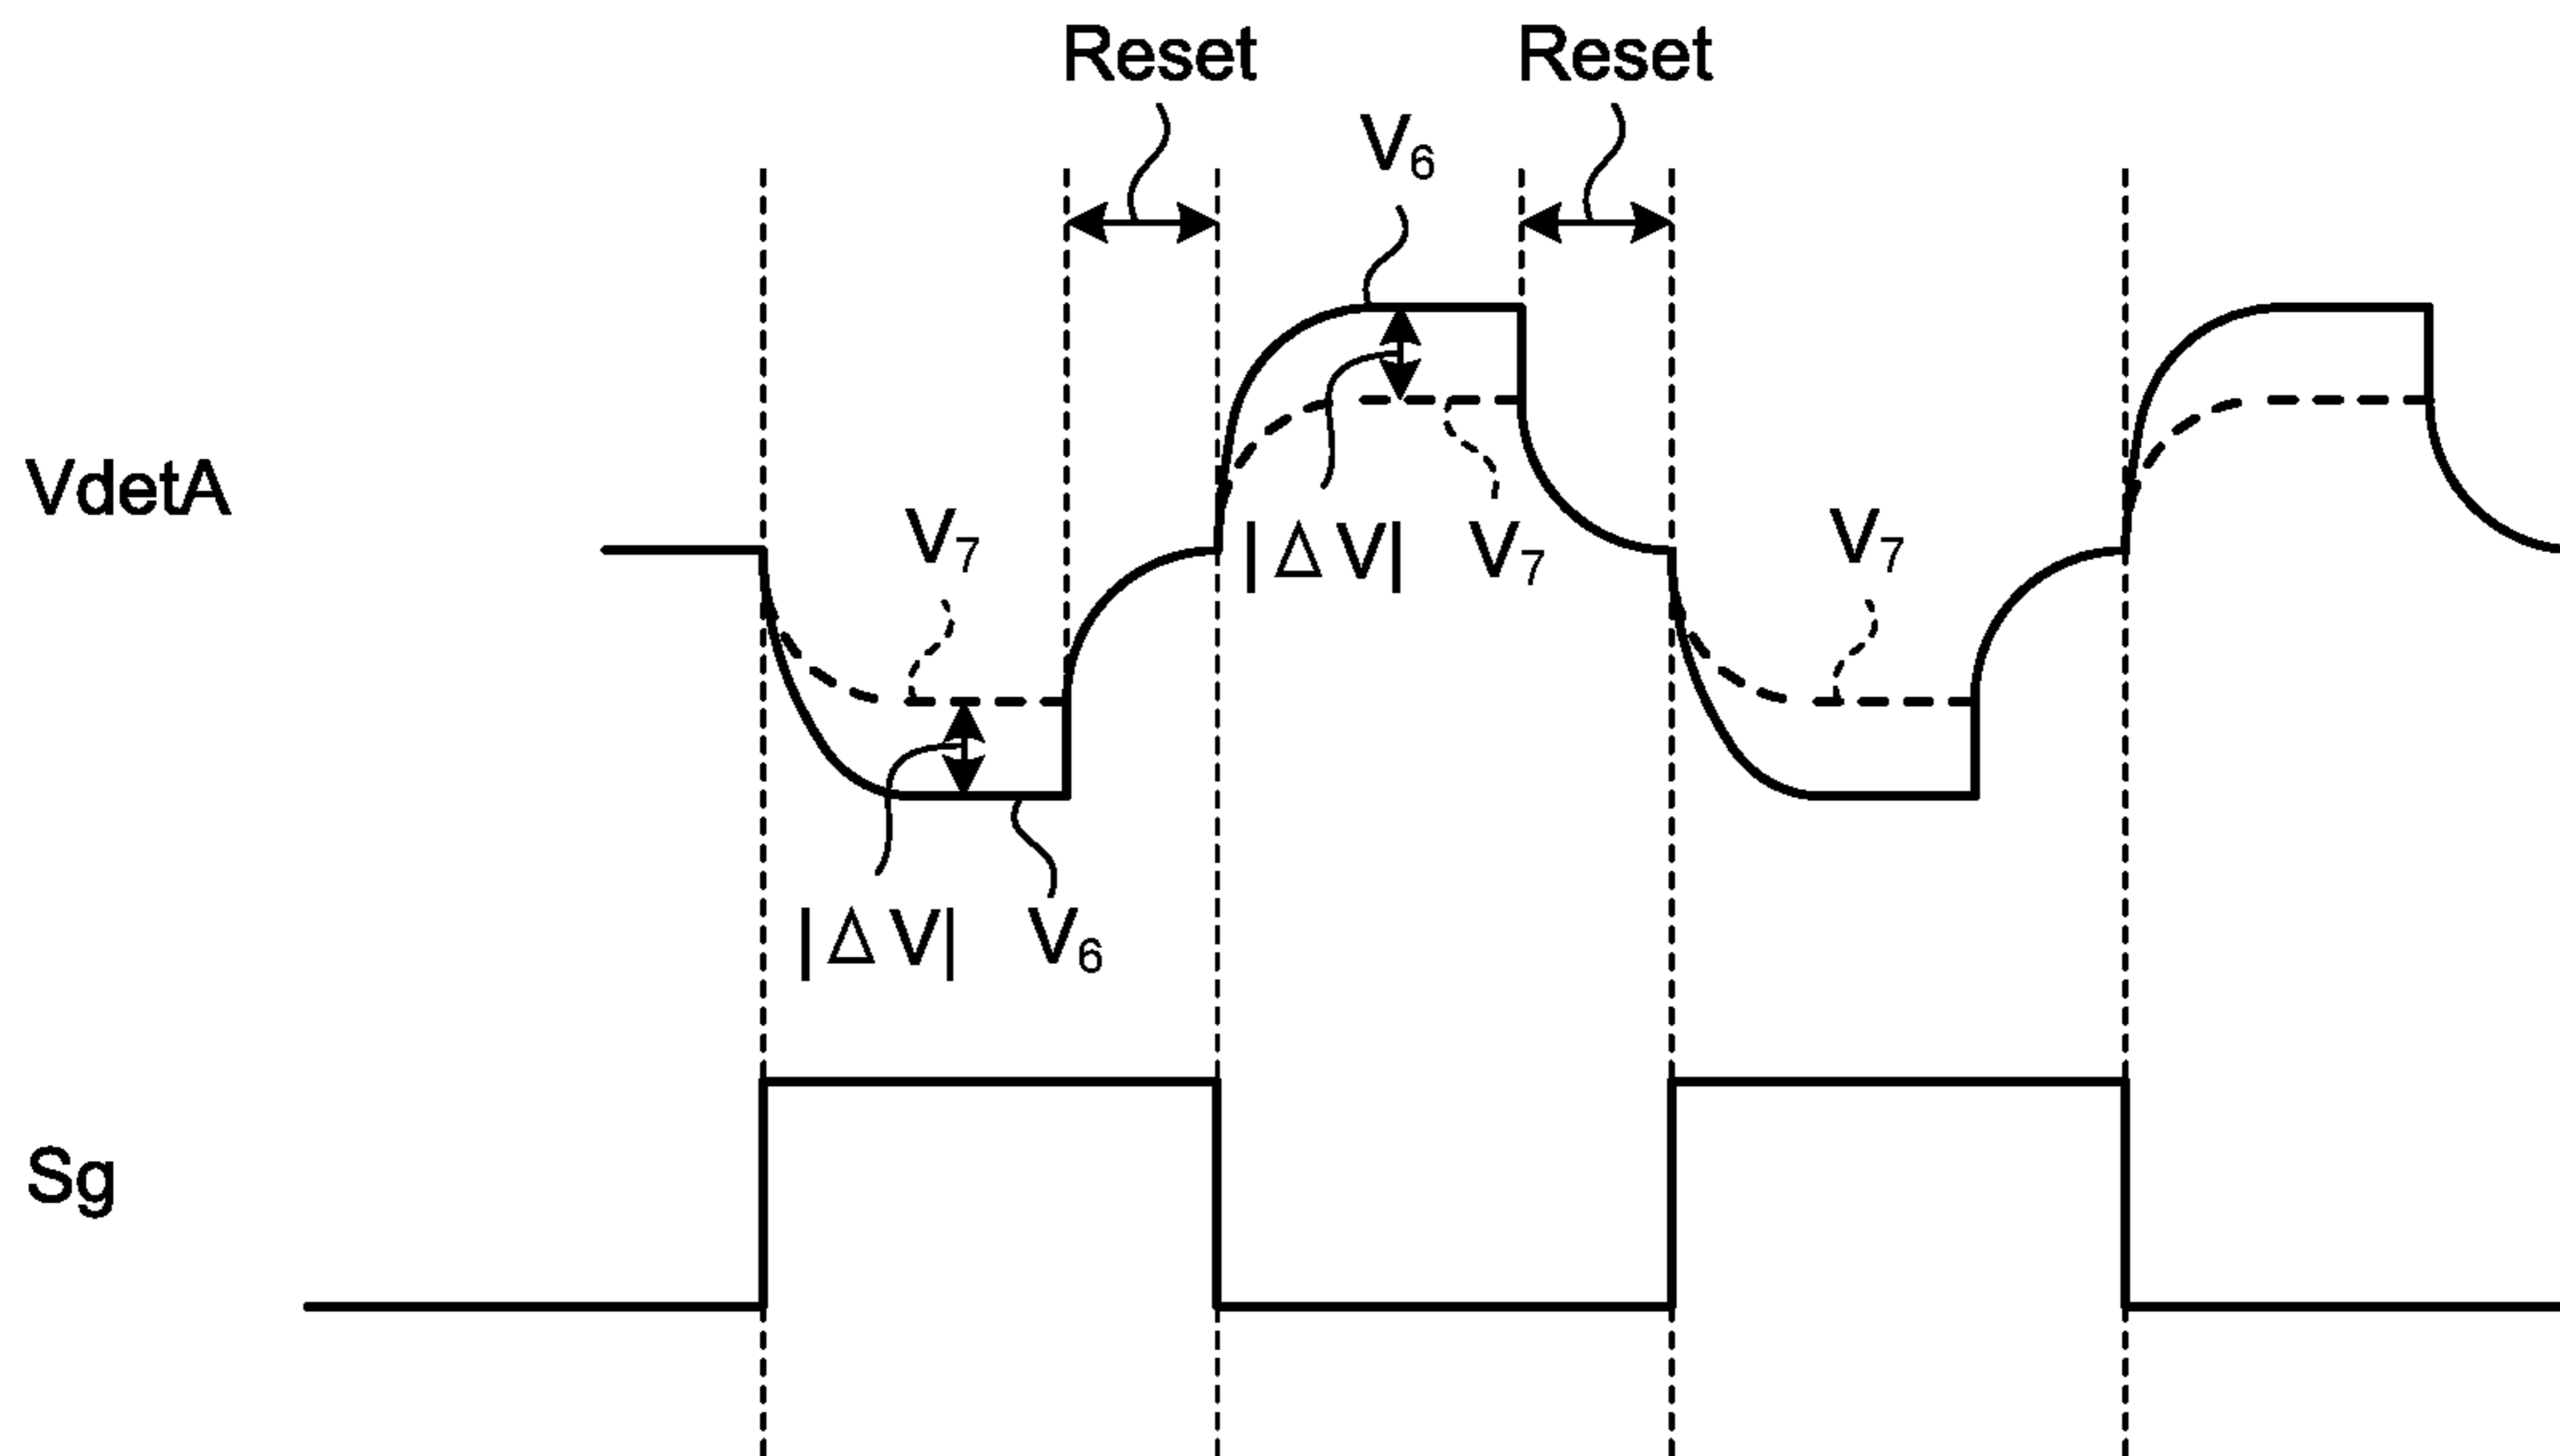 Reset Reset
V₆
VdetA
V₇ |ΔV| V₇ V₇
|ΔV| V₆
Sg